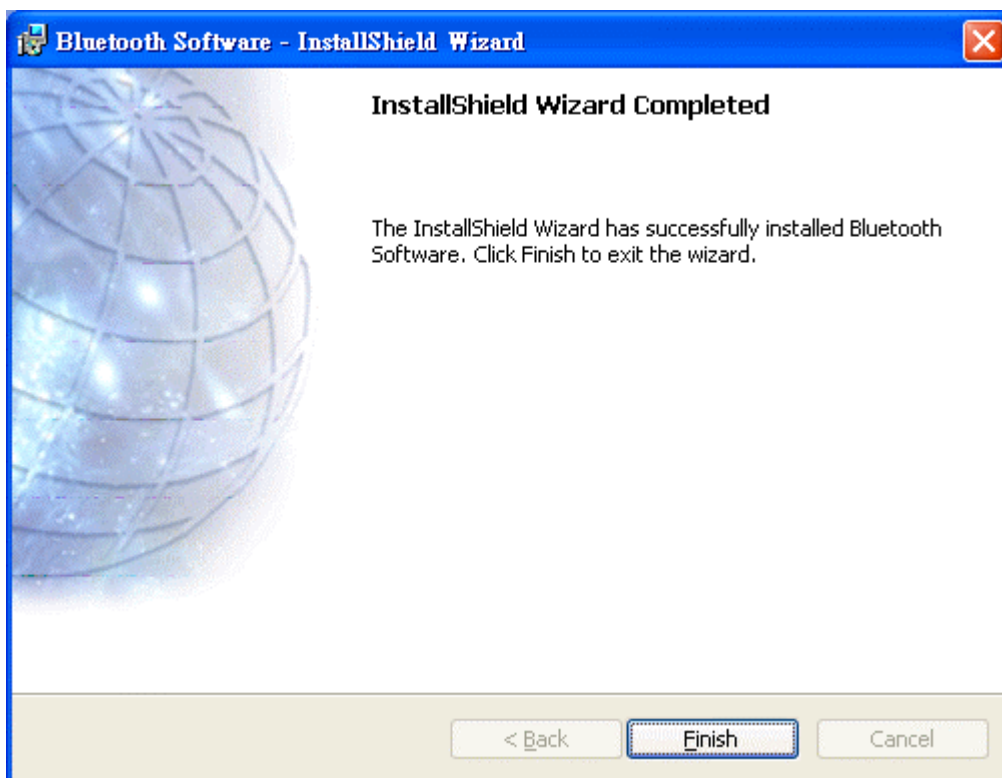 Bluetooth Software - InstallShield Wizard
InstallShield Wizard Completed
The InstallShield Wizard has successfully installed Bluetooth
Software. Click Finish to exit the wizard.
< Back Finish Cancel